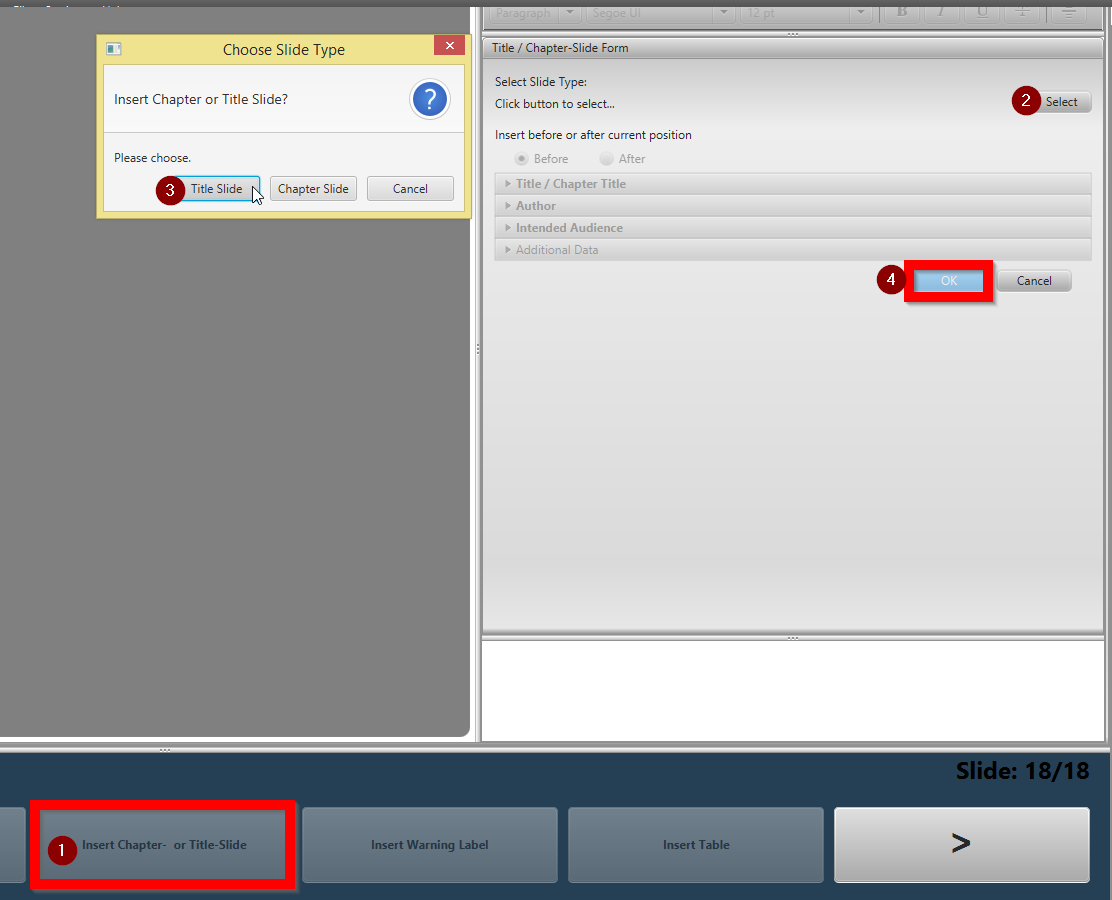 Paragraph Segoe UI 12 pt B I U
Choose Slide Type
Insert Chapter or Title Slide?
?
Please choose.
3 Title Slide Chapter Slide Cancel
Title / Chapter-Slide Form
Select Slide Type:
Click button to select...
2 Select
Insert before or after current position
Before After
Title / Chapter Title
Author
Intended Audience
Additional Data
4 OK Cancel
Slide: 18/18
1 Insert Chapter- or Title-Slide
Insert Warning Label
Insert Table
>